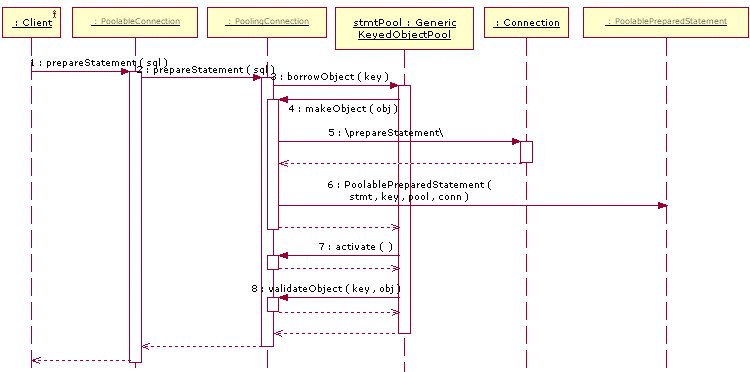 : Client
: PoolableConnection
: PoolingConnection
stmtPool : Generic
KeyedObjectPool
: Connection
: PoolablePreparedStatement
1 : prepareStatement ( sql )
2 : prepareStatement ( sql )
3 : borrowObject ( key )
4 : makeObject ( obj )
5 : \prepareStatement\
6 : PoolablePreparedStatement (
stmt , key , pool , conn )
7 : activate ( )
8 : validateObject ( key , obj )